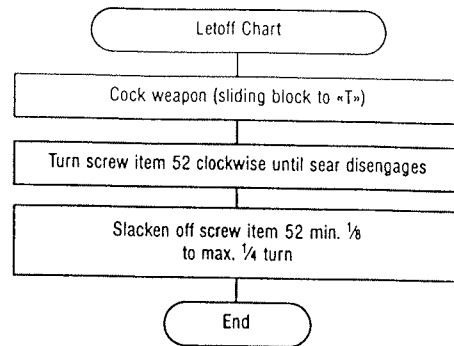 Letoff Chart
Cock weapon (sliding block to «T»)
Turn screw item 52 clockwise until sear disengages
Slacken off screw item 52 min. ⅛
to max. ¼ turn
End